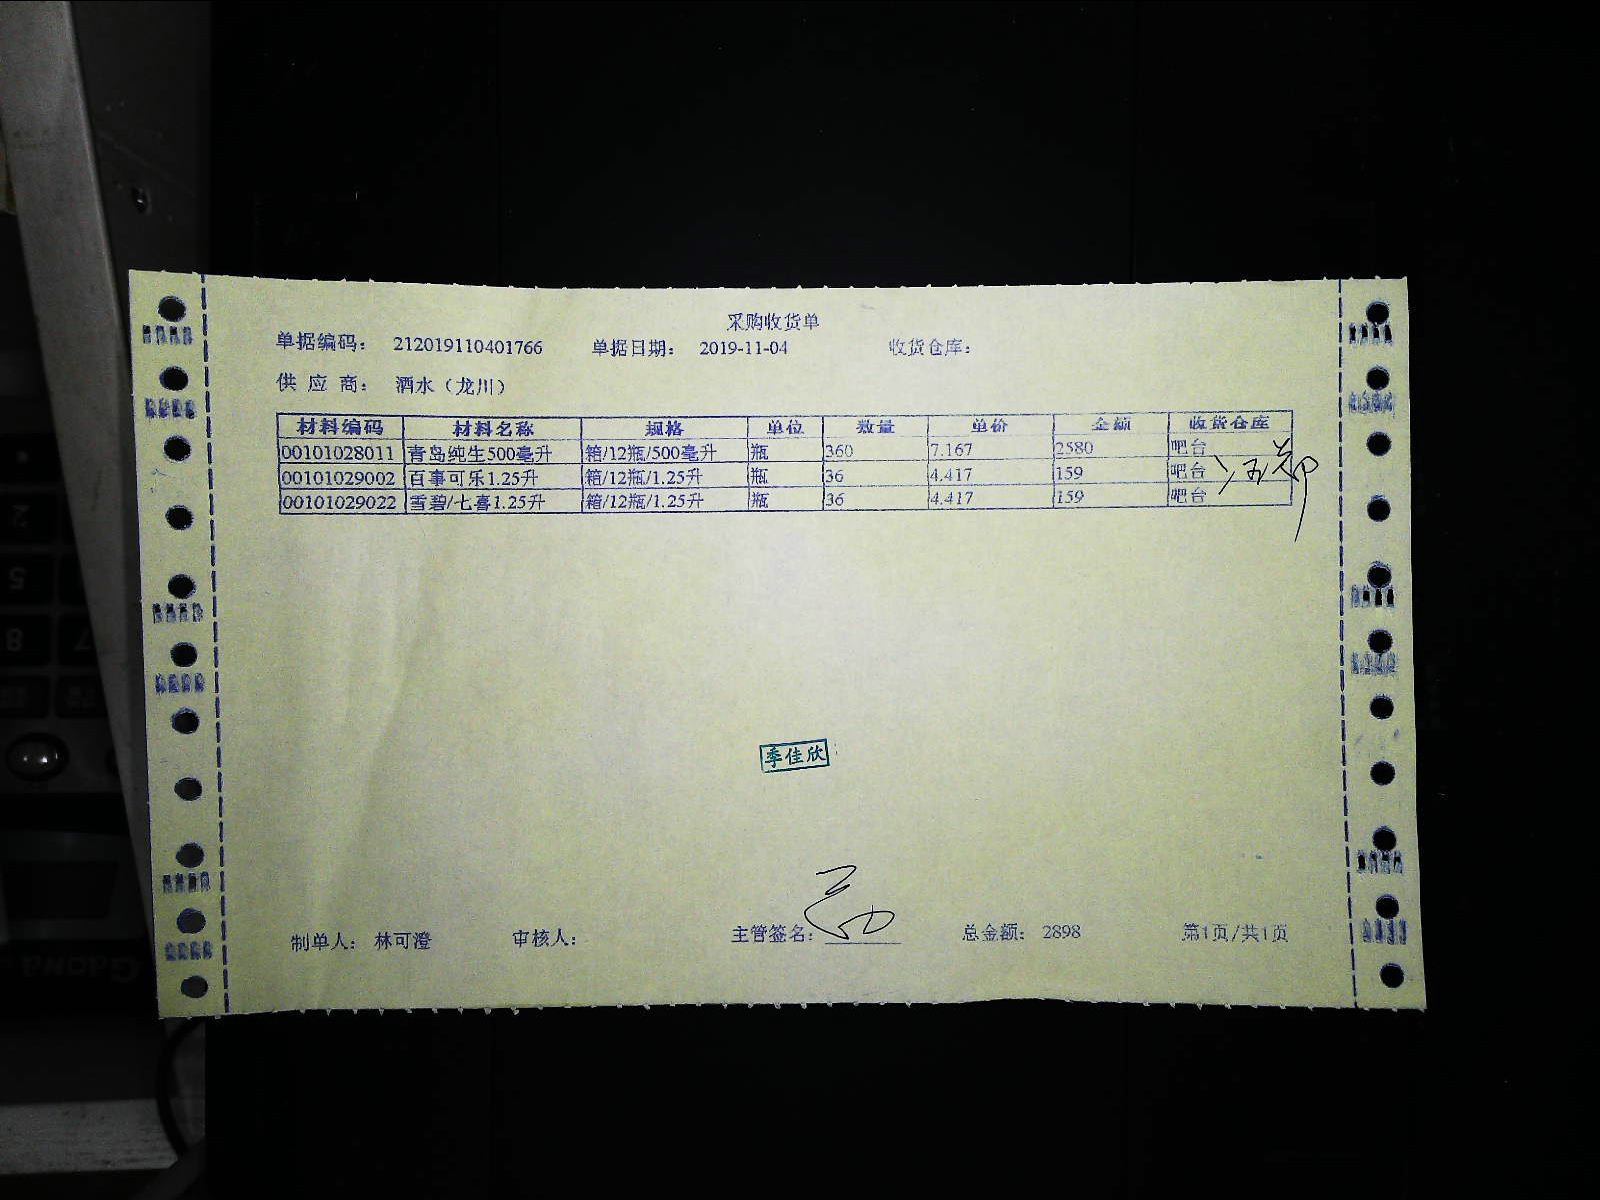 采购收货单
单据编码： 212019110401766 单据日期： 2019-11-04 收货仓库：
供 应 商： 酒水（龙川）
材料编码 材料名称 规格 单位 数量 单价 金额 收货仓库
00101028011 青岛纯生500毫升 箱/12瓶/500毫升 瓶 360 7.167 2580 吧台
00101029002 百事可乐1.25升 箱/12瓶/1.25升 瓶 36 4.417 159 吧台
00101029022 雪碧/七喜1.25升 箱/12瓶/1.25升 瓶 36 4.417 159 吧台
季佳欣
制单人： 林可澄 审核人： 主管签名： 总金额： 2898 第1页/共1页